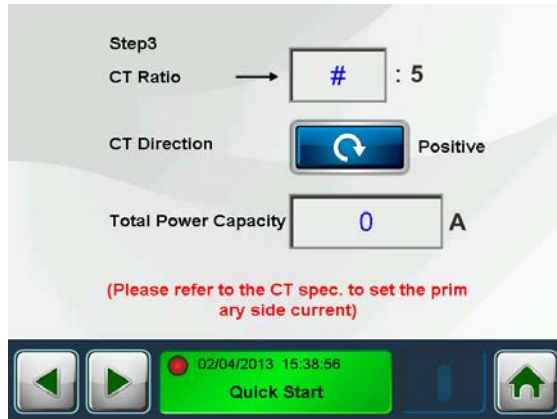 Step3
CT Ratio # : 5
CT Direction Positive
Total Power Capacity 0 A
(Please refer to the CT spec. to set the prim
ary side current)
02/04/2013 15:38:56
Quick Start